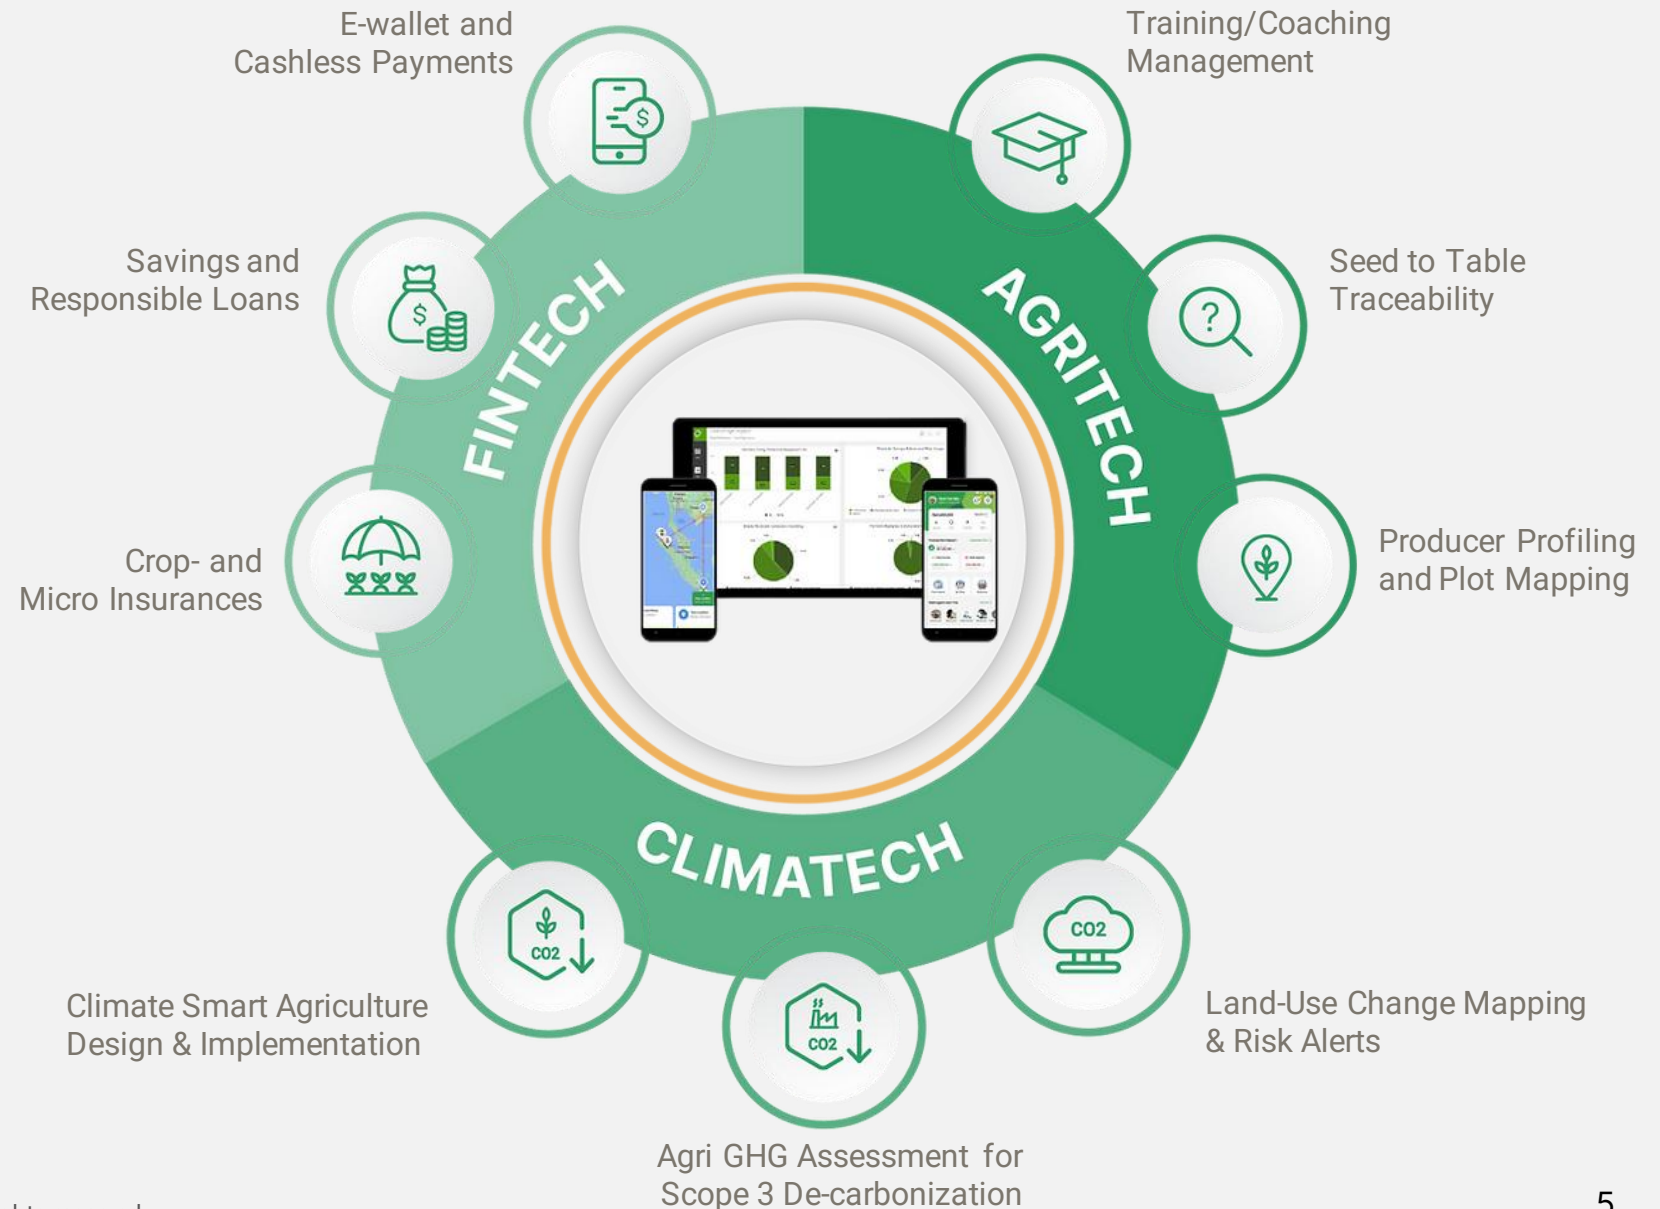 E-wallet and
Cashless Payments
Training/Coaching
Management
Savings and
Responsible Loans
Seed to Table
Traceability
FINTECH
AGRITECH
Crop- and
Micro Insurances
Producer Profiling
and Plot Mapping
CLIMATECH
CO2
CO2
CO2
Climate Smart Agriculture
Design & Implementation
Land-Use Change Mapping
& Risk Alerts
Agri GHG Assessment for
Scope 3 De-carbonization
5